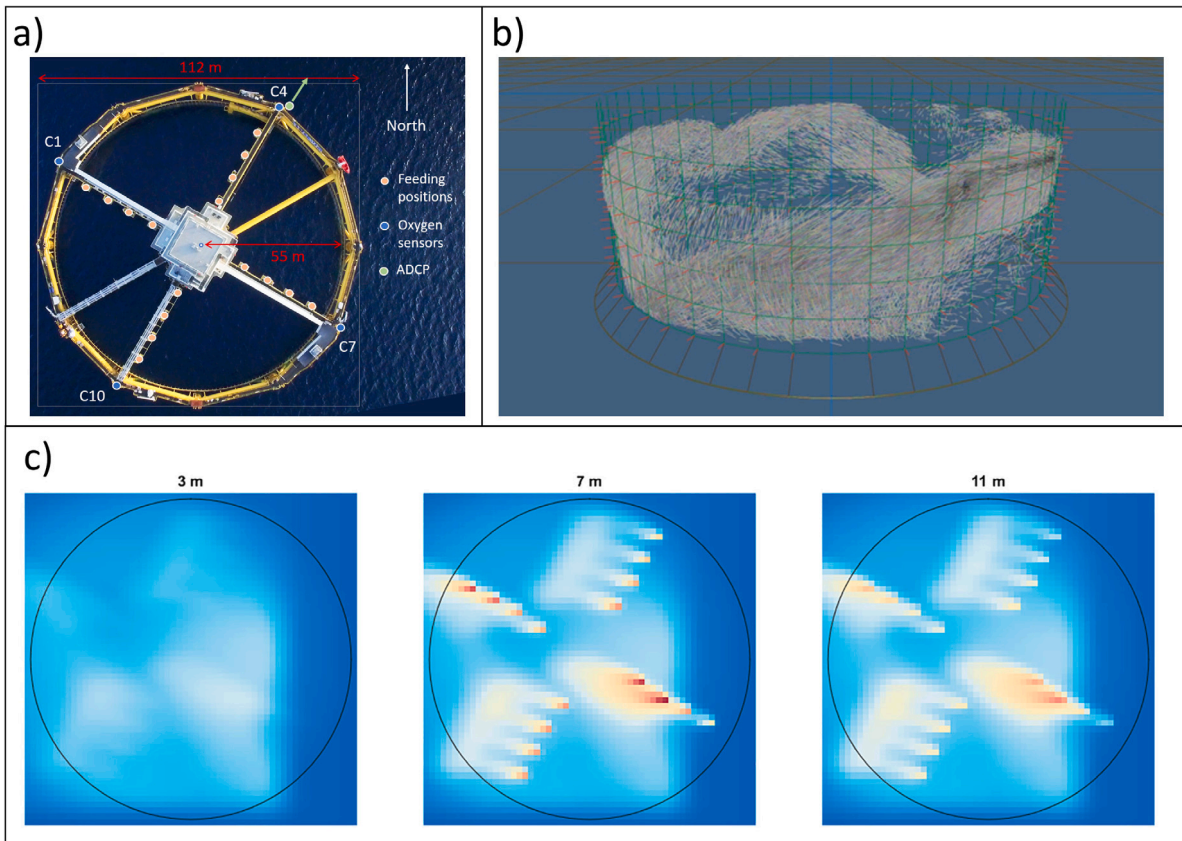 a)
112 m
C4
C1
North
Feeding
positions
Oxygen
sensors
ADCP
55 m
C7
C10
b)
c)
3 m
7 m
11 m